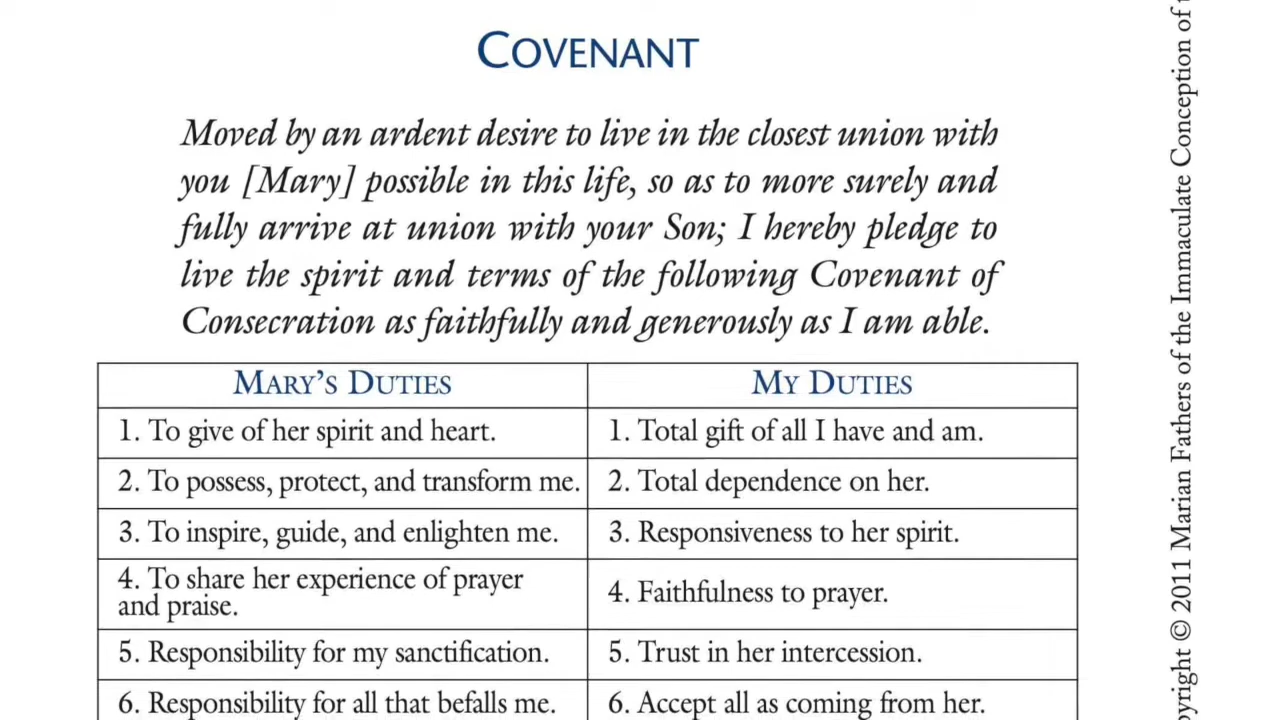 COVENANT
Moved by an ardent desire to live in the closest union with
you [Mary] possible in this life, so as to more surely and
fully arrive at union with your Son; I hereby pledge to
live the spirit and terms of the following Covenant of
Consecration as faithfully and generously as I am able.
MARY'S DUTIES
MY DUTIES
1. To give of her spirit and heart.
1. Total gift of all I have and am.
2. To possess, protect, and transform me.
2. Total dependence on her.
3. To inspire, guide, and enlighten me.
3. Responsiveness to her spirit.
4. To share her experience of prayer
and praise.
4. Faithfulness to prayer.
5. Responsibility for my sanctification.
5. Trust in her intercession.
6. Responsibility for all that befalls me.
6. Accept all as coming from her.
pyright © 2011 Marian Fathers of the Immaculate Conception of